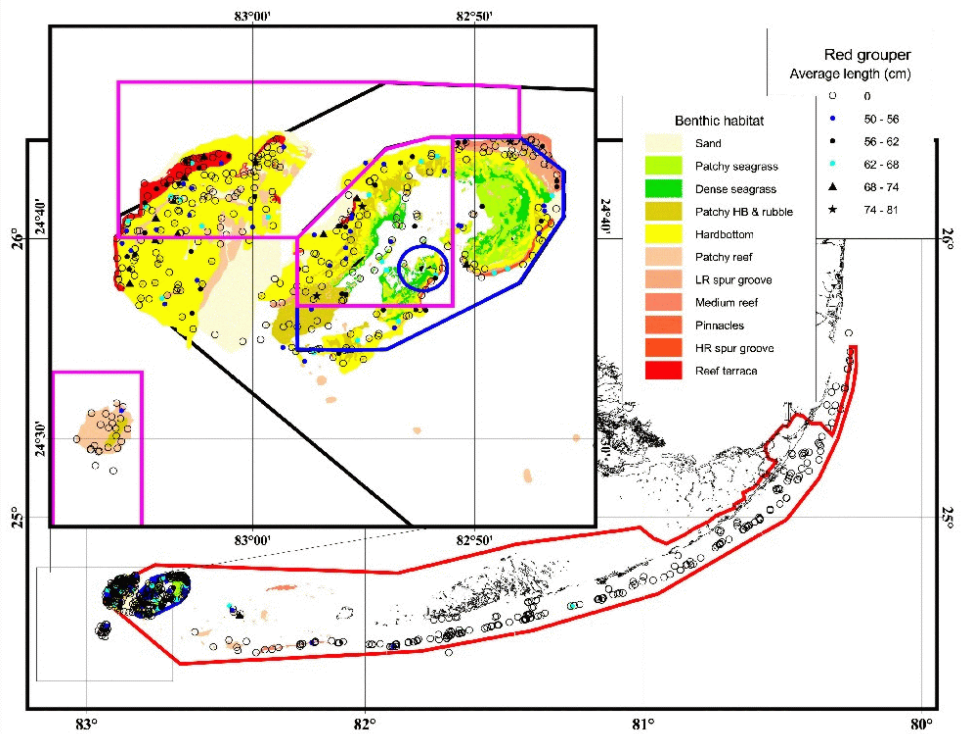 83°00'
82°50'
Red grouper
Average length (cm)
0
50 - 56
56 - 62
62 - 68
68 - 74
74 - 81
Benthic habitat
Sand
Patchy seagrass
Dense seagrass
Patchy HB & rubble
Hardbottom
Patchy reef
LR spur groove
Medium reef
Pinnacles
HR spur groove
Reef terrace
24°40'
24°40'
26°
26°
24°30'
30'
25°
25°
83°00'
82°50'
83°
82°
81°
80°